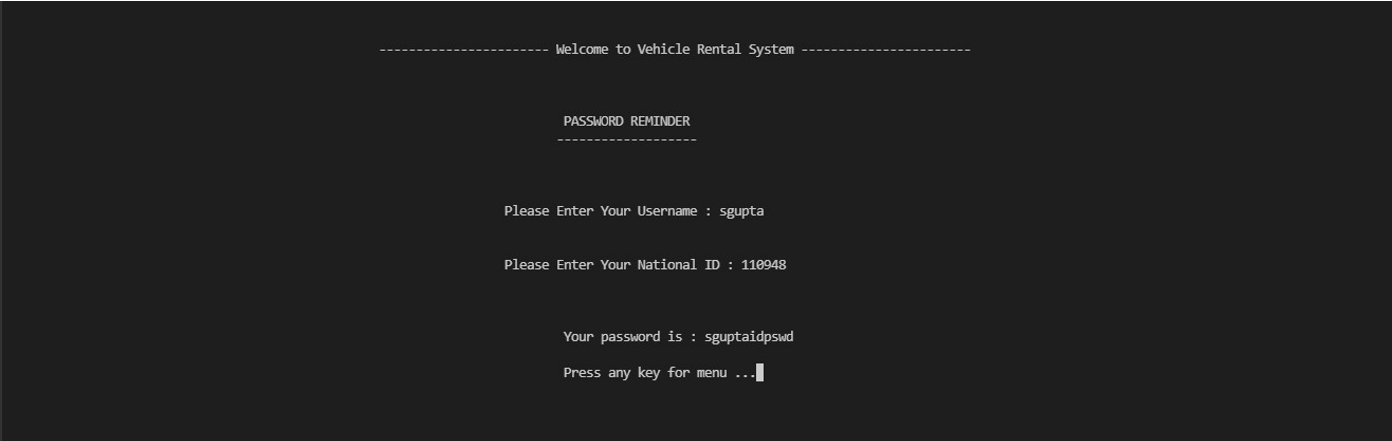 ----------------------- Welcome to Vehicle Rental System -----------------------
PASSWORD REMINDER
-------------------
Please Enter Your Username : sgupta
Please Enter Your National ID : 110948
Your password is : sguptaidpswd
Press any key for menu ...